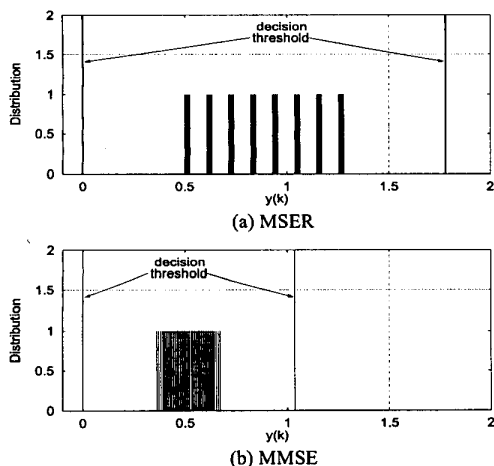 2
1.5
1
0.5
0
Distribution
decision
threshold
0
0.5
1
1.5
2
y(k)
(a) MSER
2
1.5
1
0.5
0
Distribution
decision
threshold
0
0.5
1
1.5
2
y(k)
(b) MMSE